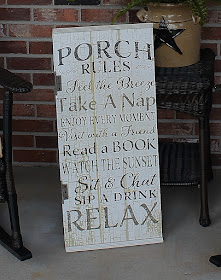 PORCH
RULES
Feel the Breeze
Take A Nap
ENJOY EVERY MOMENT
Visit with a Friend
Read a BOOK
WATCH THE SUNSET
Sit & Chat
SIP A DRINK
RELAX